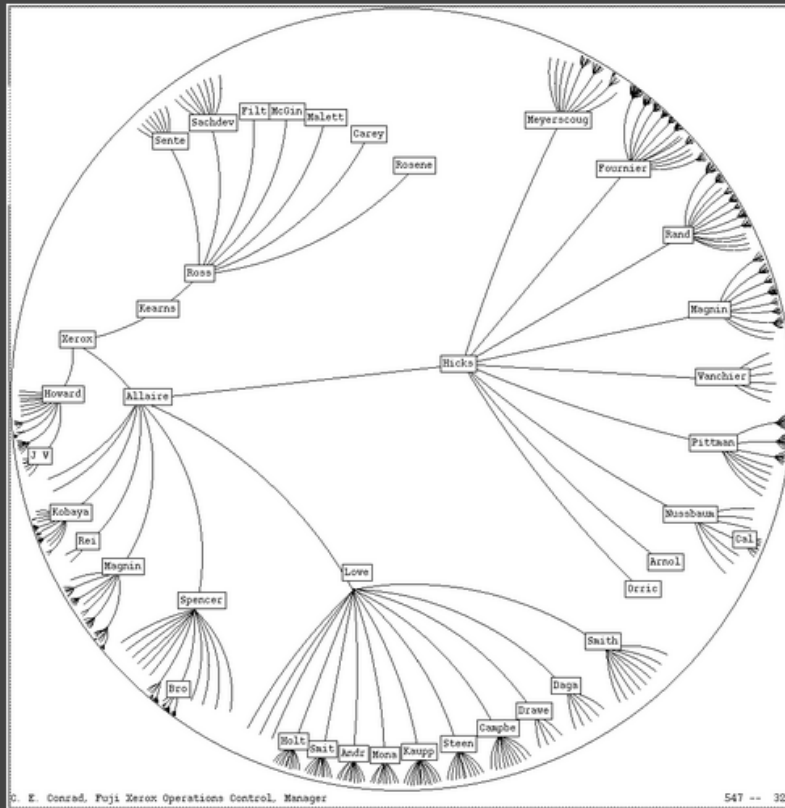 Filt
McGin
Malett
Sachdev
Meyerscoug
Carey
Sente
Rosene
Fournier
Rand
Ross
Kearns
Magnin
Xerox
Hicks
Vanchier
Howard
Allaire
Pittman
J V
Kobaya
Nussbaum
Rei
Cal
Magnin
Arnol
Lowe
Orric
Spencer
Smith
Daga
Bro
Drawe
Campbe
Holt
Smit
Andr
Mona
Kaupp
Steen
C. E. Conrad, Fuji Xerox Operations Control, Manager
547 -- 32